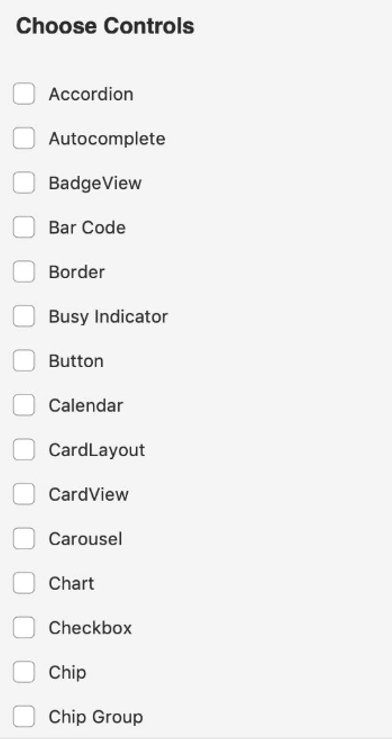 Choose Controls
Accordion
Autocomplete
BadgeView
Bar Code
Border
Busy Indicator
Button
Calendar
CardLayout
CardView
Carousel
Chart
Checkbox
Chip
Chip Group